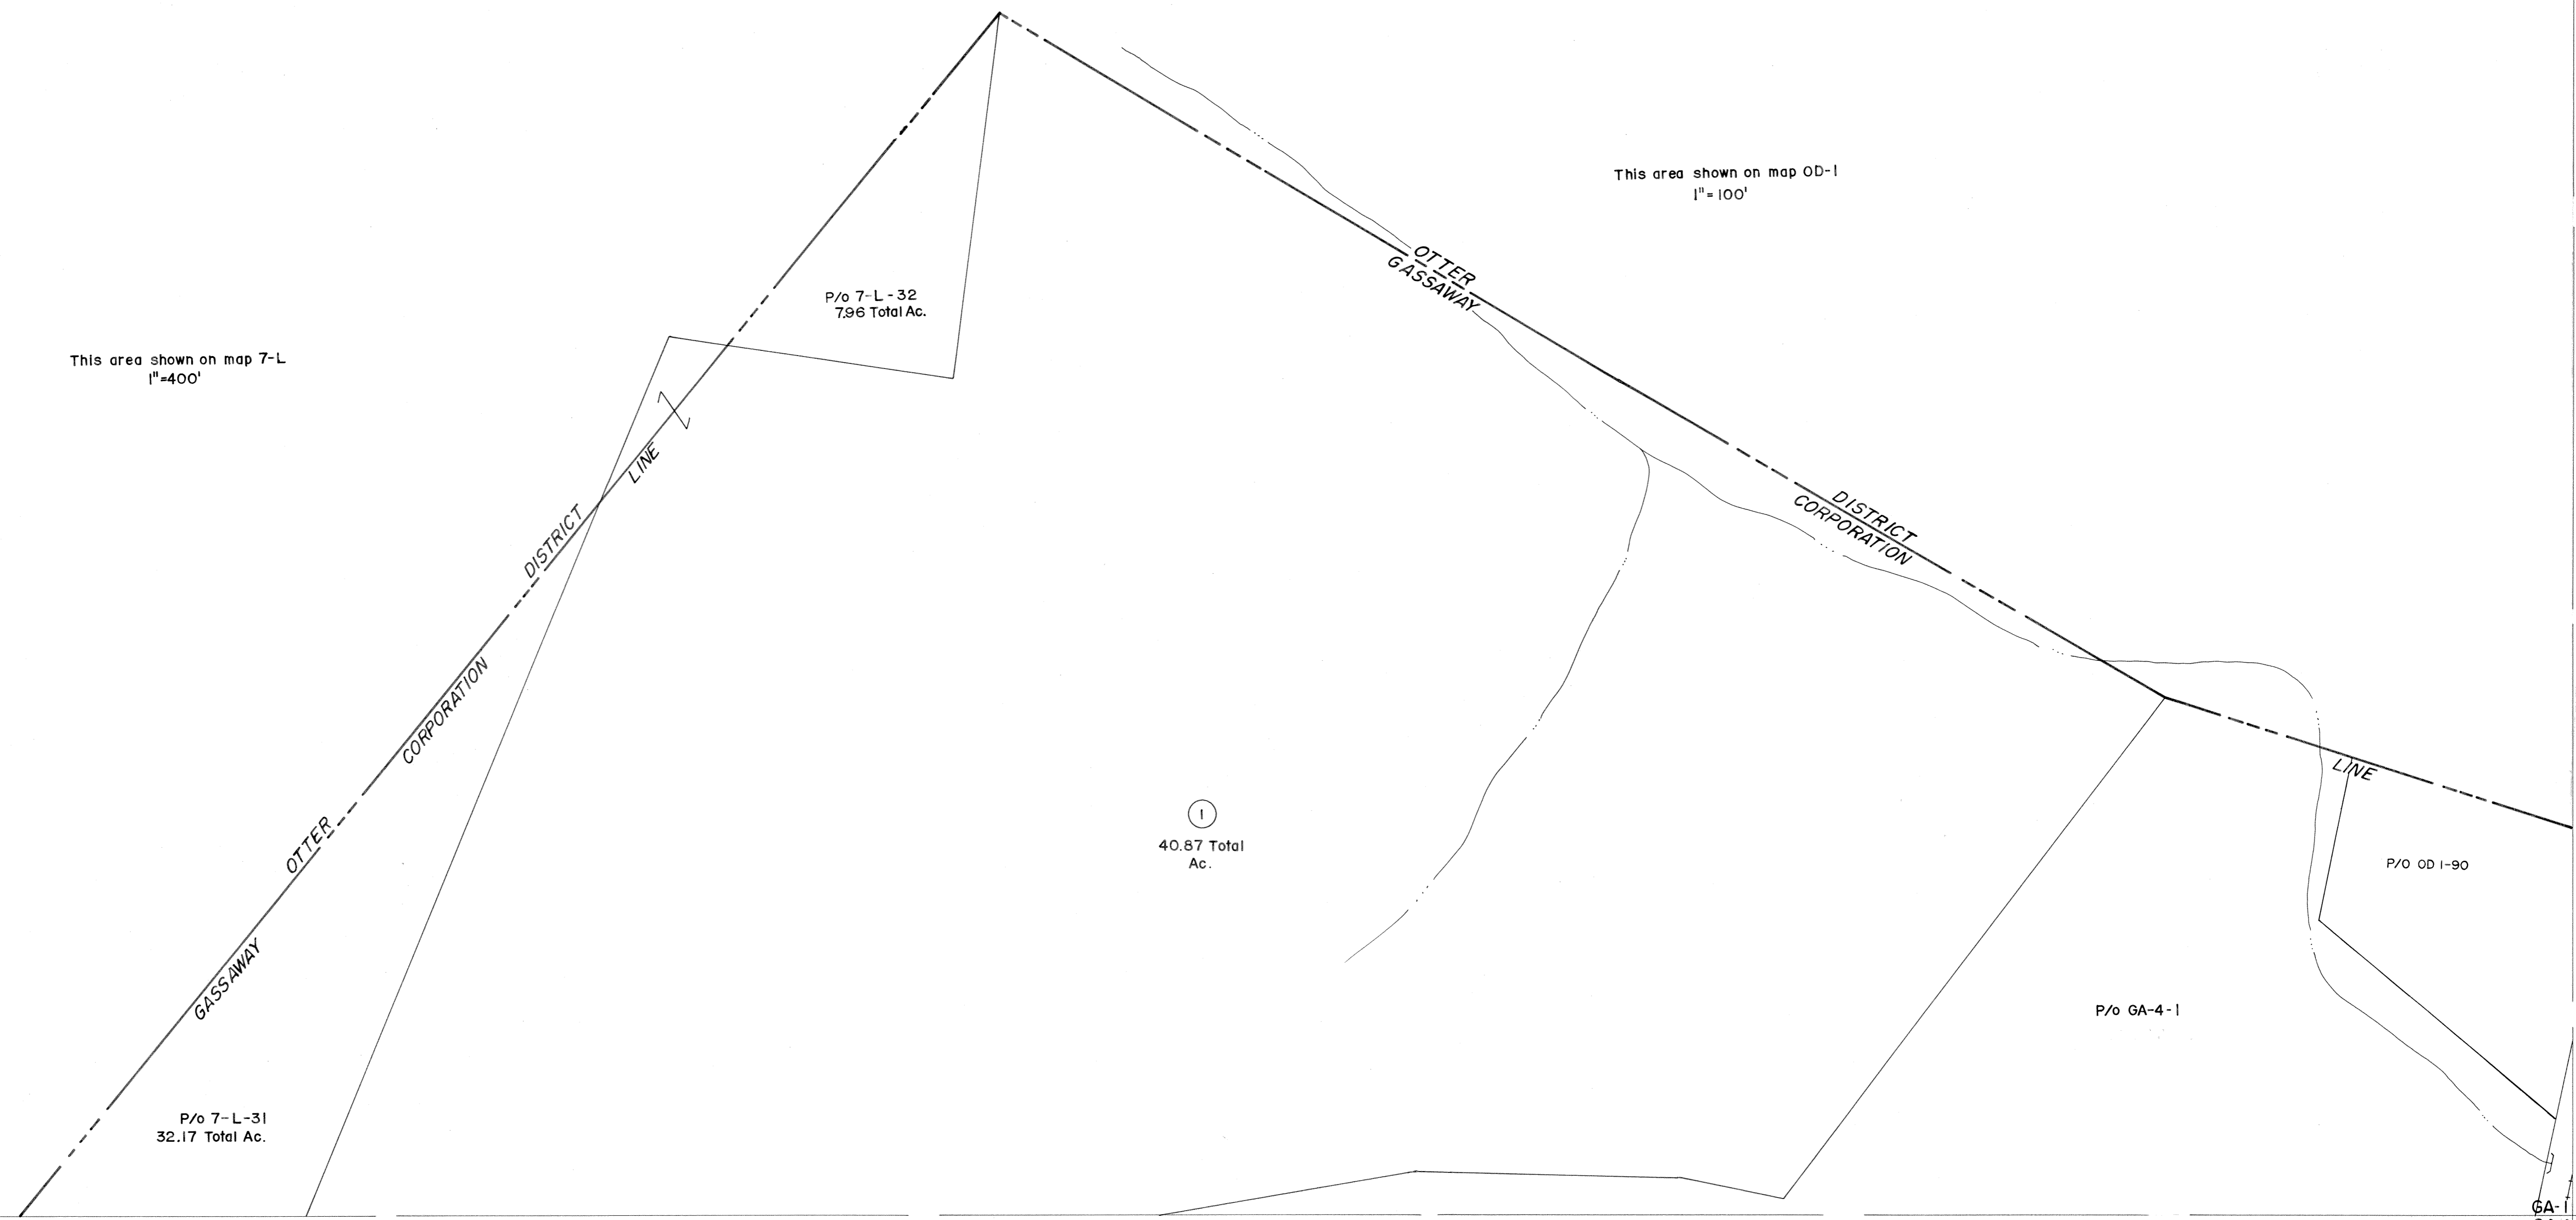 This area shown on map OD-1
1"=100'
OTTER
GASSAWAY
P/o 7-L-32
7.96 Total Ac.
This area shown on map 7-L
1"=400'
LINE
DISTRICT
CORPORATION
DISTRICT
CORPORATION
LINE
OTTER
GASSAWAY
1
40.87 Total
Ac.
P/O OD 1-90
P/o GA-4-1
P/o 7-L-31
32.17 Total Ac.
GA-1